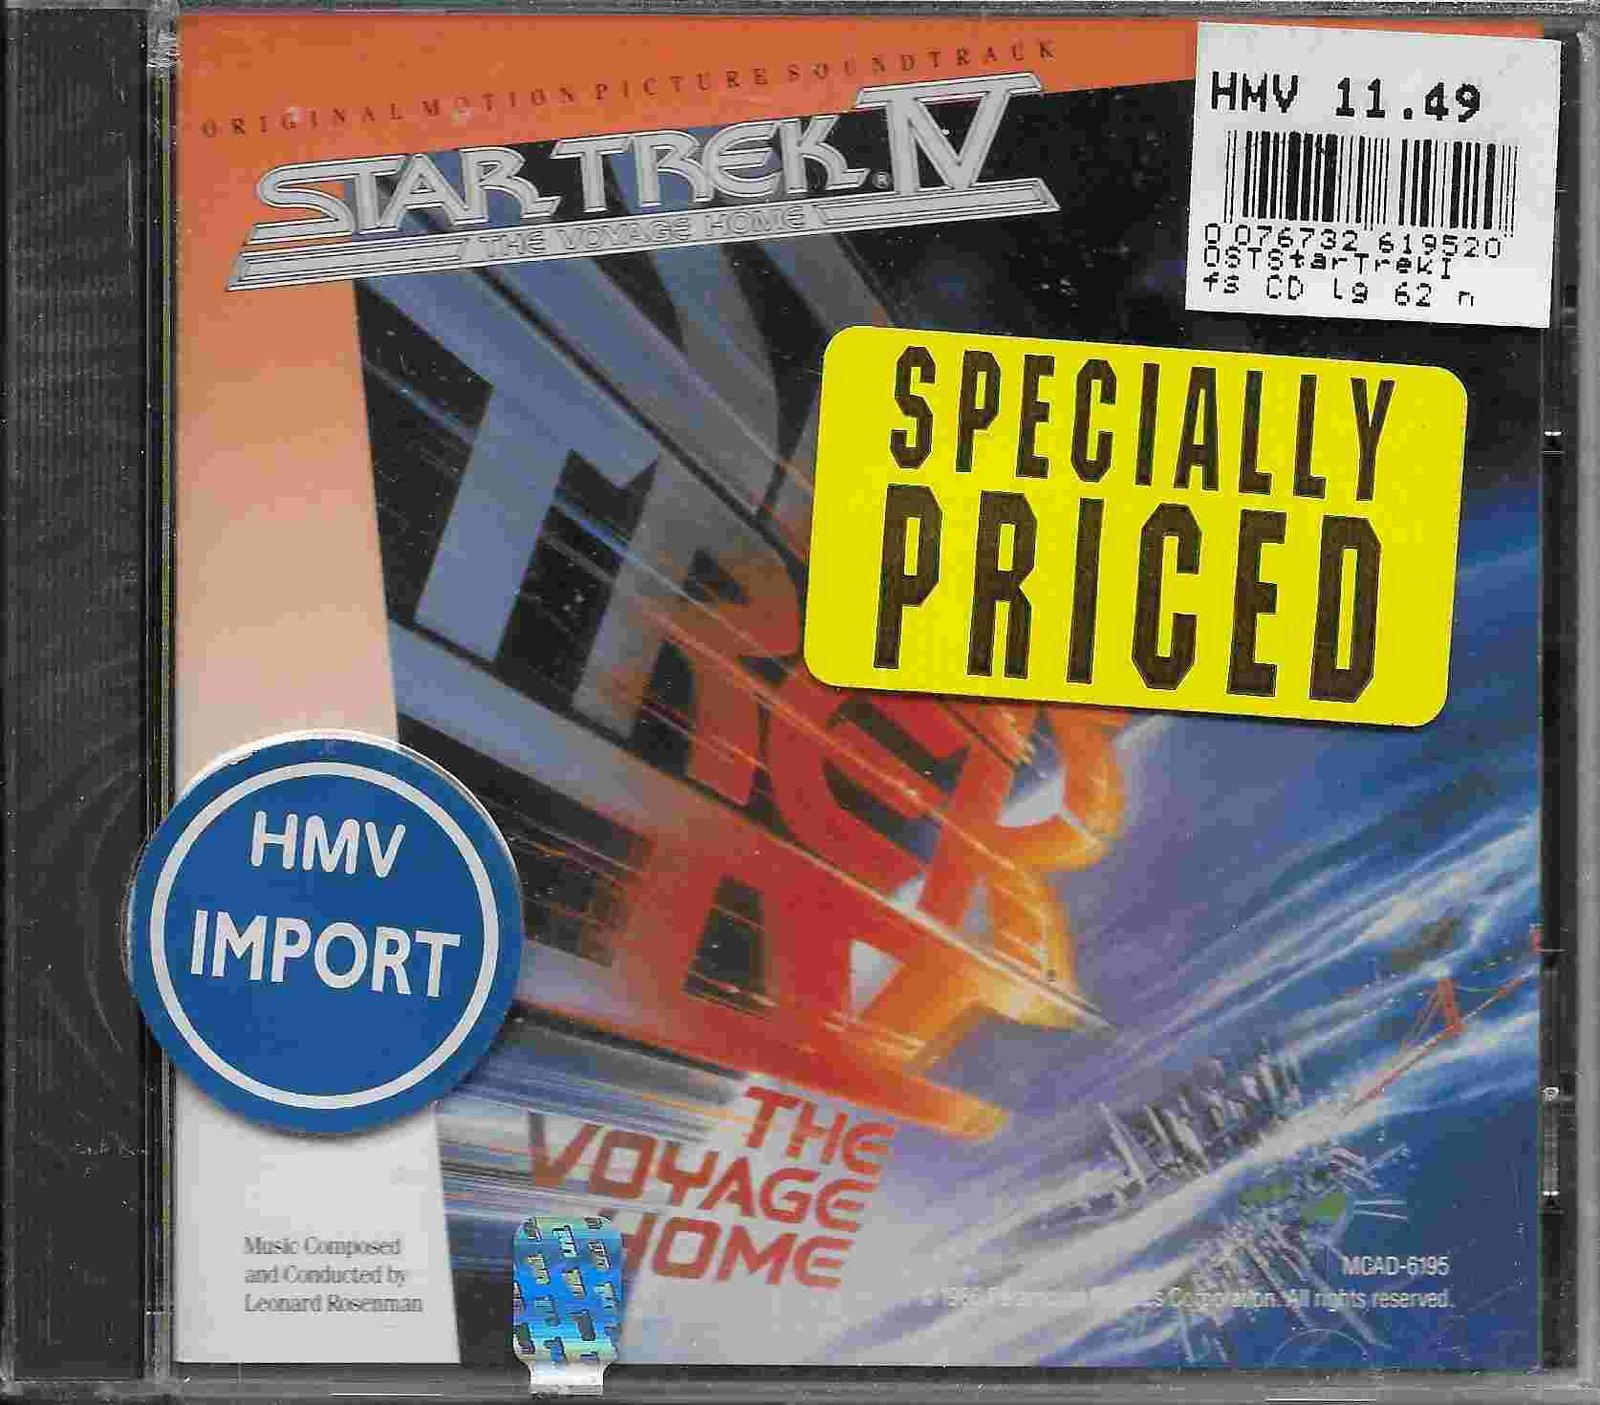 ORIGINAL MOTION PICTURE SOUNDTRACK
STAR TREK® IV
THE VOYAGE HOME
HMV 11.49
0 076732 619520
OSTStarTrekI
fs CD lg 62 n
SPECIALLY
PRICED
HMV
IMPORT
THE
VOYAGE
HOME
Music Composed
and Conducted by
Leonard Rosenman
MCAD-6195
Corporation. All rights reserved.